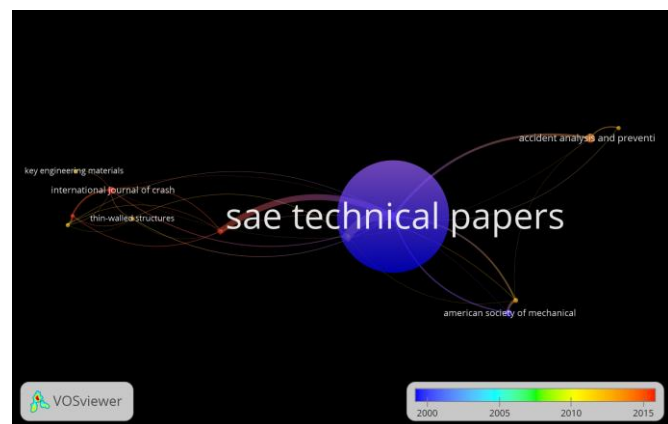 accident analysis and preventi
key engineering materials
international journal of crash
thin-walled structures
sae technical papers
american society of mechanical
VOSviewer
2000 2005 2010 2015